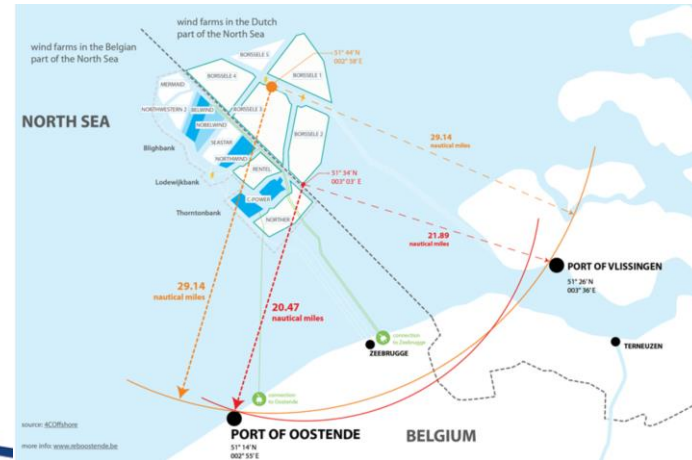 wind farms in the Dutch
part of the North Sea
wind farms in the Belgian
part of the North Sea
51° 44' N
002° 58' E
BORSSELE 5
BORSSELE 4
BORSSELE 1
MERMAID
NORTHWESTERN 2
BELWIND
BORSSELE 3
NOBELWIND
BORSSELE 2
SEASTAR
NORTHWIND
RENTEL
C-POWER
NORTHER
NORTH SEA
Blighbank
Lodewijkbank
Thorntonbank
51° 34' N
003° 03' E
29.14
nautical miles
21.89
nautical miles
29.14
nautical miles
20.47
nautical miles
PORT OF VLISSINGEN
51° 26' N
003° 36' E
TERNEUZEN
connection
to Zeebrugge
ZEEBRUGGE
connection
to Oostende
PORT OF OOSTENDE
51° 14' N
002° 55' E
BELGIUM
source: 4COffshore
more info: www.reboostende.be